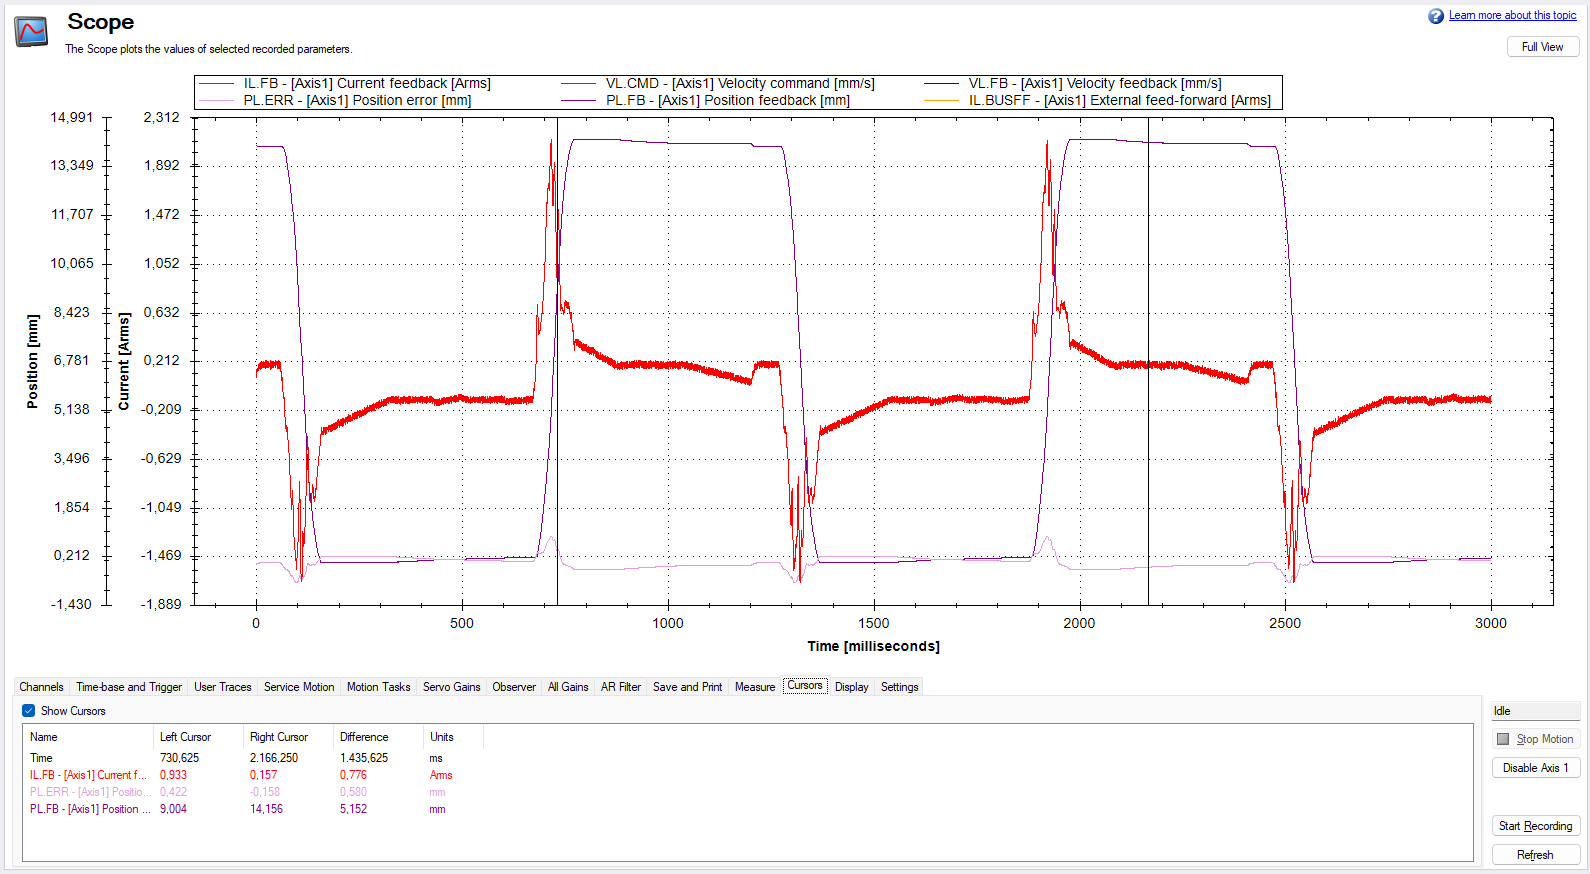 Scope
Learn more about this topic
The Scope plots the values of selected recorded parameters.
Full View
IL.FB - [Axis1] Current feedback [Arms]
VL.CMD - [Axis1] Velocity command [mm/s]
VL.FB - [Axis1] Velocity feedback [mm/s]
PL.ERR - [Axis1] Position error [mm]
PL.FB - [Axis1] Position feedback [mm]
IL.BUSFF - [Axis1] External feed-forward [Arms]
Position [mm]
14,991
13,349
11,707
10,065
8,423
6,781
5,138
3,496
1,854
0,212
-1,430
Current [Arms]
2,312
1,892
1,472
1,052
0,632
0,212
-0,209
-0,629
-1,049
-1,469
-1,889
0 500 1000 1500 2000 2500 3000
Time [milliseconds]
Channels Time-base and Trigger User Traces Service Motion Motion Tasks Servo Gains Observer All Gains AR Filter Save and Print Measure Cursors Display Settings
Show Cursors
Name Left Cursor Right Cursor Difference Units
Time 730,625 2.166,250 1.435,625 ms
IL.FB - [Axis1] Current f... 0,933 0,157 0,776 Arms
PL.ERR - [Axis1] Positio... 0,422 -0,158 0,580 mm
PL.FB - [Axis1] Position ... 9,004 14,156 5,152 mm
Idle
Stop Motion
Disable Axis 1
Start Recording
Refresh